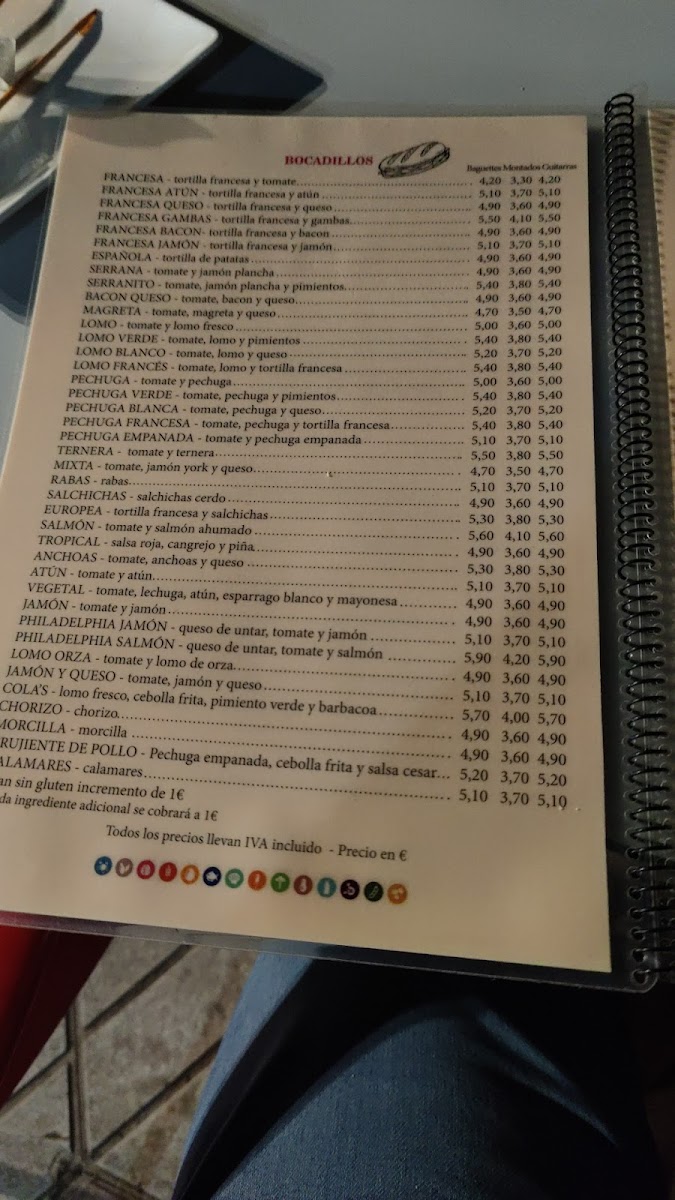 BOCADILLOS
Baguettes Montados Guitarras
FRANCESA - tortilla francesa y tomate 4,20 3,30 4,20
FRANCESA ATÚN - tortilla francesa y atún 5,10 3,70 5,10
FRANCESA QUESO - tortilla francesa y queso 4,90 3,60 4,90
FRANCESA GAMBAS - tortilla francesa y gambas 5,50 4,10 5,50
FRANCESA BACON- tortilla francesa y bacon 4,90 3,60 4,90
FRANCESA JAMÓN - tortilla francesa y jamón 5,10 3,70 5,10
ESPAÑOLA - tortilla de patatas 4,90 3,60 4,90
SERRANA - tomate y jamón plancha 4,90 3,60 4,90
SERRANITO - tomate, jamón plancha y pimientos 5,40 3,80 5,40
BACON QUESO - tomate, bacon y queso 4,90 3,60 4,90
MAGRETA - tomate, magreta y queso 4,70 3,50 4,70
LOMO - tomate y lomo fresco 5,00 3,60 5,00
LOMO VERDE - tomate, lomo y pimientos 5,40 3,80 5,40
LOMO BLANCO - tomate, lomo y queso 5,20 3,70 5,20
LOMO FRANCÉS - tomate, lomo y tortilla francesa 5,40 3,80 5,40
PECHUGA - tomate y pechuga 5,00 3,60 5,00
PECHUGA VERDE - tomate, pechuga y pimientos 5,40 3,80 5,40
PECHUGA BLANCA - tomate, pechuga y queso 5,20 3,70 5,20
PECHUGA FRANCESA - tomate, pechuga y tortilla francesa 5,40 3,80 5,40
PECHUGA EMPANADA - tomate y pechuga empanada 5,10 3,70 5,10
TERNERA - tomate y ternera 5,50 3,80 5,50
MIXTA - tomate, jamón york y queso 4,70 3,50 4,70
RABAS - rabas 5,10 3,70 5,10
SALCHICHAS - salchichas cerdo 4,90 3,60 4,90
EUROPEA - tortilla francesa y salchichas 5,30 3,80 5,30
SALMÓN - tomate y salmón ahumado 5,60 4,10 5,60
TROPICAL - salsa roja, cangrejo y piña 4,90 3,60 4,90
ANCHOAS - tomate, anchoas y queso 5,30 3,80 5,30
ATÚN - tomate y atún 5,10 3,70 5,10
VEGETAL - tomate, lechuga, atún, esparrago blanco y mayonesa 4,90 3,60 4,90
JAMÓN - tomate y jamón 4,90 3,60 4,90
PHILADELPHIA JAMÓN - queso de untar, tomate y jamón 5,10 3,70 5,10
PHILADELPHIA SALMÓN - queso de untar, tomate y salmón 5,90 4,20 5,90
LOMO ORZA - tomate y lomo de orza 4,90 3,60 4,90
JAMÓN Y QUESO - tomate, jamón y queso 5,10 3,70 5,10
COLA'S - lomo fresco, cebolla frita, pimiento verde y barbacoa 5,70 4,00 5,70
CHORIZO - chorizo 4,90 3,60 4,90
MORCILLA - morcilla 4,90 3,60 4,90
RUJIENTE DE POLLO - Pechuga empanada, cebolla frita y salsa cesar 5,20 3,70 5,20
ALAMARES - calamares 5,10 3,70 5,10
an sin gluten incremento de 1€
da ingrediente adicional se cobrará a 1€
Todos los precios llevan IVA incluido - Precio en €